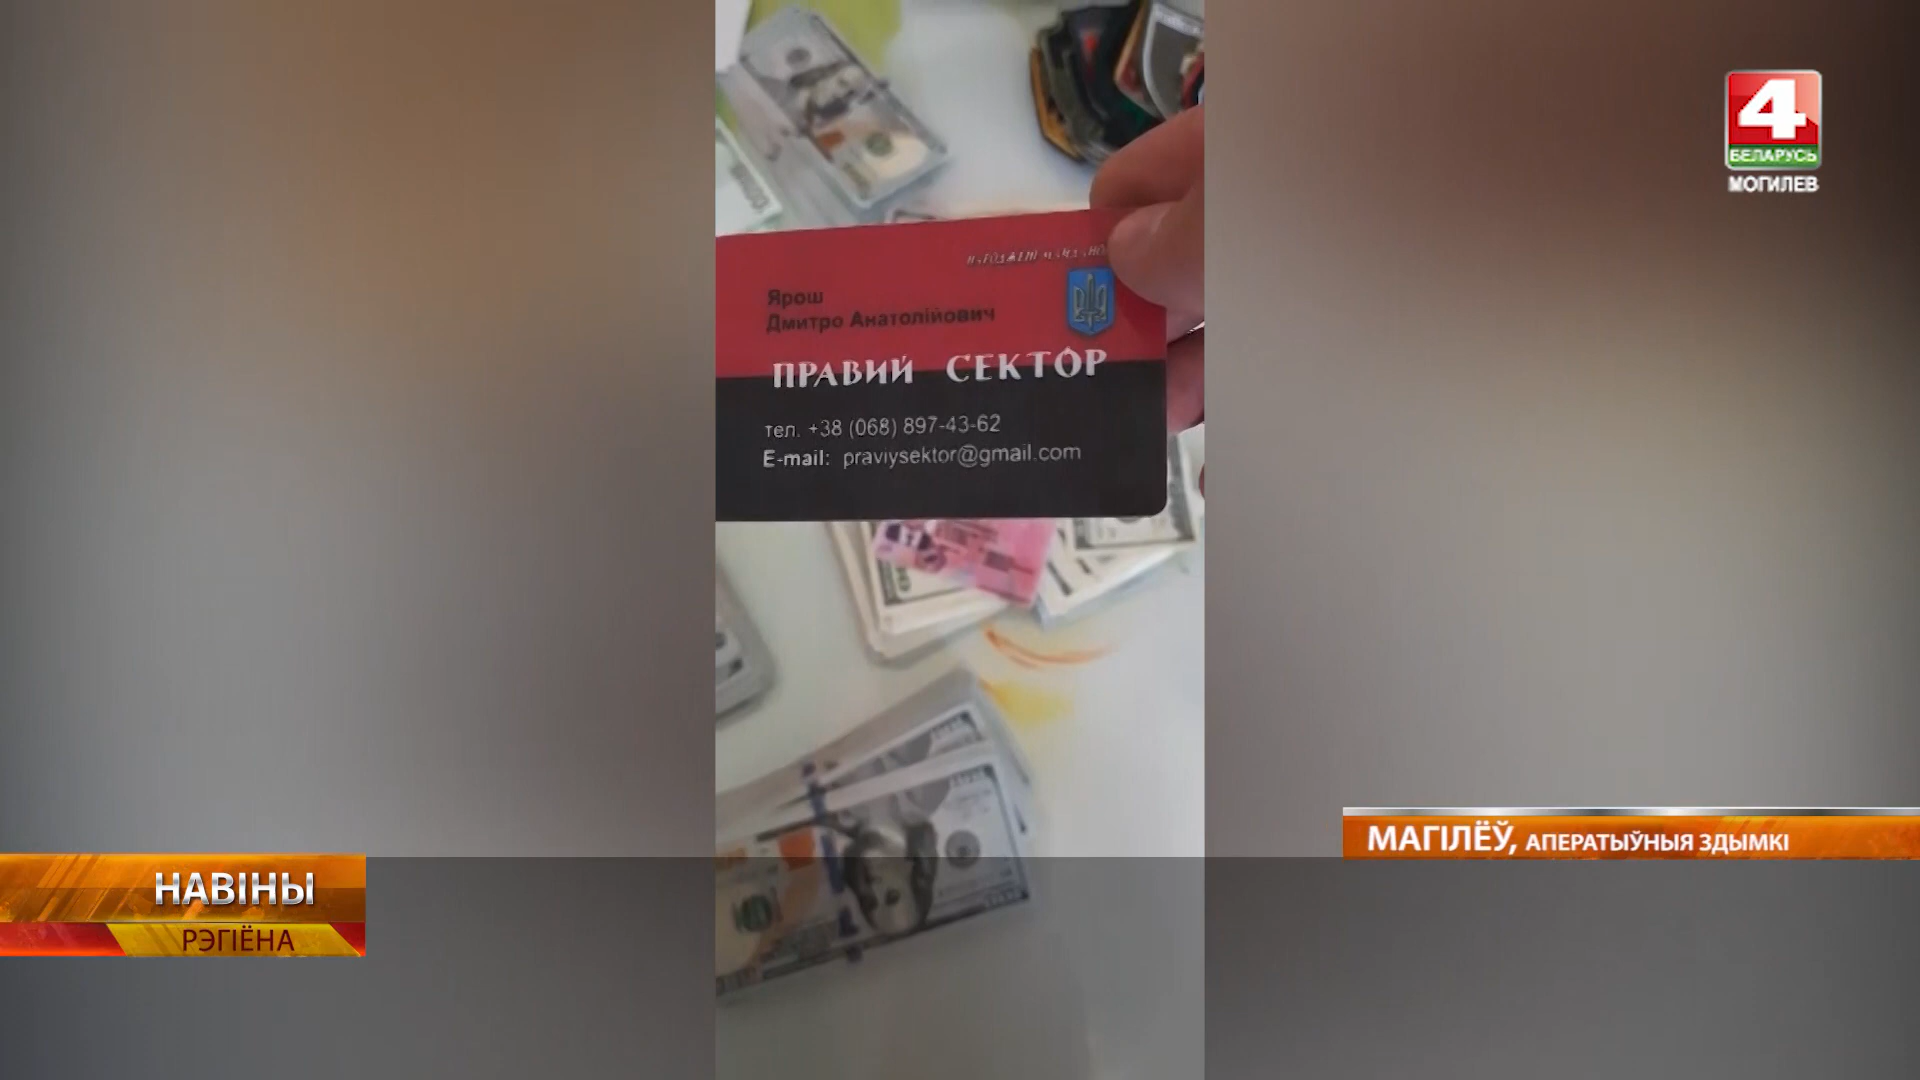 4
БЕЛАРУСЬ
МОГИЛЕВ
Ярош
Дмитро Анатолійович
ПРАВИЙ СЕКТОР
тел. +38 (068) 897-43-62
E-mail: praviysektor@gmail.com
МАГІЛЁЎ, АПЕРАТЫЎНЫЯ ЗДЫМКІ
НАВІНЫ
РЭГІЁНА